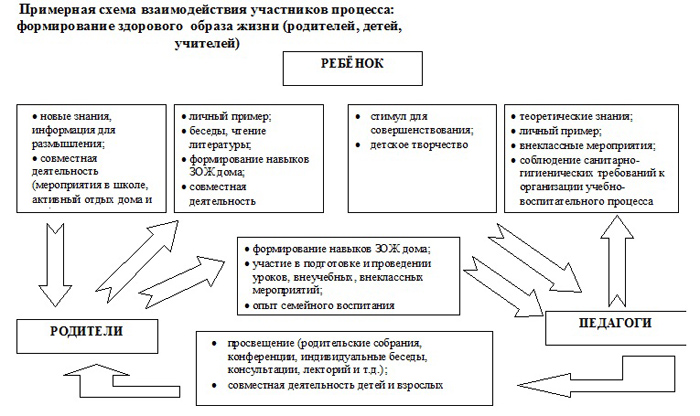 Примерная схема взаимодействия участников процесса:
формирование здорового образа жизни (родителей, детей,
учителей)
РЕБЁНОК
• новые знания,
информация для
размышления;
• совместная
деятельность
(мероприятия в школе,
активный отдых дома и
• личный пример;
• беседы, чтение
литературы;
• формирование навыков
ЗОЖ дома;
• совместная
деятельность
• стимул для
совершенствования;
• детское творчество
• теоретические знания;
• личный пример;
• внеклассные мероприятия;
• соблюдение санитарно-
гигиенических требований к
организации учебно-
воспитательного процесса
• формирование навыков ЗОЖ дома;
• участие в подготовке и проведении
уроков, внеучебных, внеклассных
мероприятий;
• опыт семейного воспитания
РОДИТЕЛИ
ПЕДАГОГИ
• просвещение (родительские собрания,
конференции, индивидуальные беседы,
консультации, лекторий и т.д.);
• совместная деятельность детей и взрослых